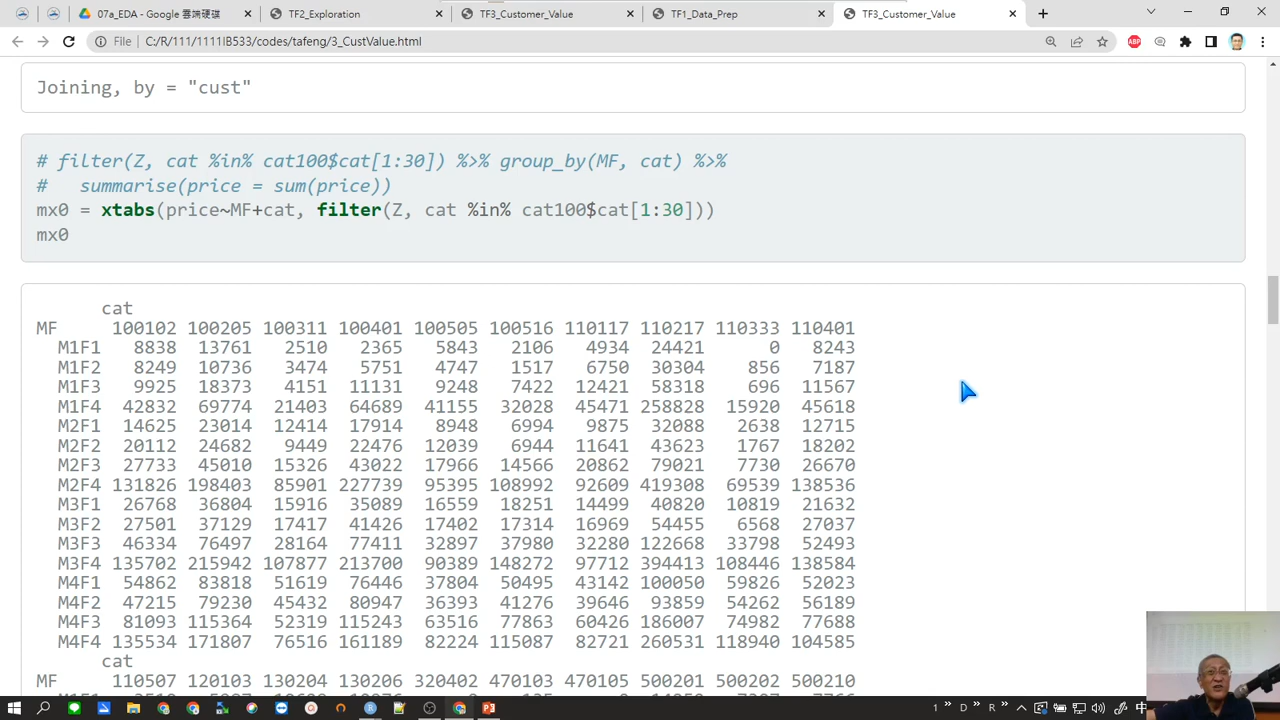 07a_EDA - Google 雲端硬碟
TF2_Exploration
TF3_Customer_Value
TF1_Data_Prep
TF3_Customer_Value
File C:/R/111/1111IB533/codes/tafeng/3_CustValue.html
ABP
Joining, by = "cust"
# filter(Z, cat %in% cat100$cat[1:30]) %>% group_by(MF, cat) %>%
#   summarise(price = sum(price))
mx0 = xtabs(price~MF+cat, filter(Z, cat %in% cat100$cat[1:30]))
mx0
cat
MF 100102 100205 100311 100401 100505 100516 110117 110217 110333 110401
M1F1 8838 13761 2510 2365 5843 2106 4934 24421 0 8243
M1F2 8249 10736 3474 5751 4747 1517 6750 30304 856 7187
M1F3 9925 18373 4151 11131 9248 7422 12421 58318 696 11567
M1F4 42832 69774 21403 64689 41155 32028 45471 258828 15920 45618
M2F1 14625 23014 12414 17914 8948 6994 9875 32088 2638 12715
M2F2 20112 24682 9449 22476 12039 6944 11641 43623 1767 18202
M2F3 27733 45010 15326 43022 17966 14566 20862 79021 7730 26670
M2F4 131826 198403 85901 227739 95395 108992 92609 419308 69539 138536
M3F1 26768 36804 15916 35089 16559 18251 14499 40820 10819 21632
M3F2 27501 37129 17417 41426 17402 17314 16969 54455 6568 27037
M3F3 46334 76497 28164 77411 32897 37980 32280 122668 33798 52493
M3F4 135702 215942 107877 213700 90389 148272 97712 394413 108446 138584
M4F1 54862 83818 51619 76446 37804 50495 43142 100050 59826 52023
M4F2 47215 79230 45432 80947 36393 41276 39646 93859 54262 56189
M4F3 81093 115364 52319 115243 63516 77863 60426 186007 74982 77688
M4F4 135534 171807 76516 161189 82224 115087 82721 260531 118940 104585
cat
MF 110507 120103 130204 130206 320402 470103 470105 500201 500202 500210
1 D R 中